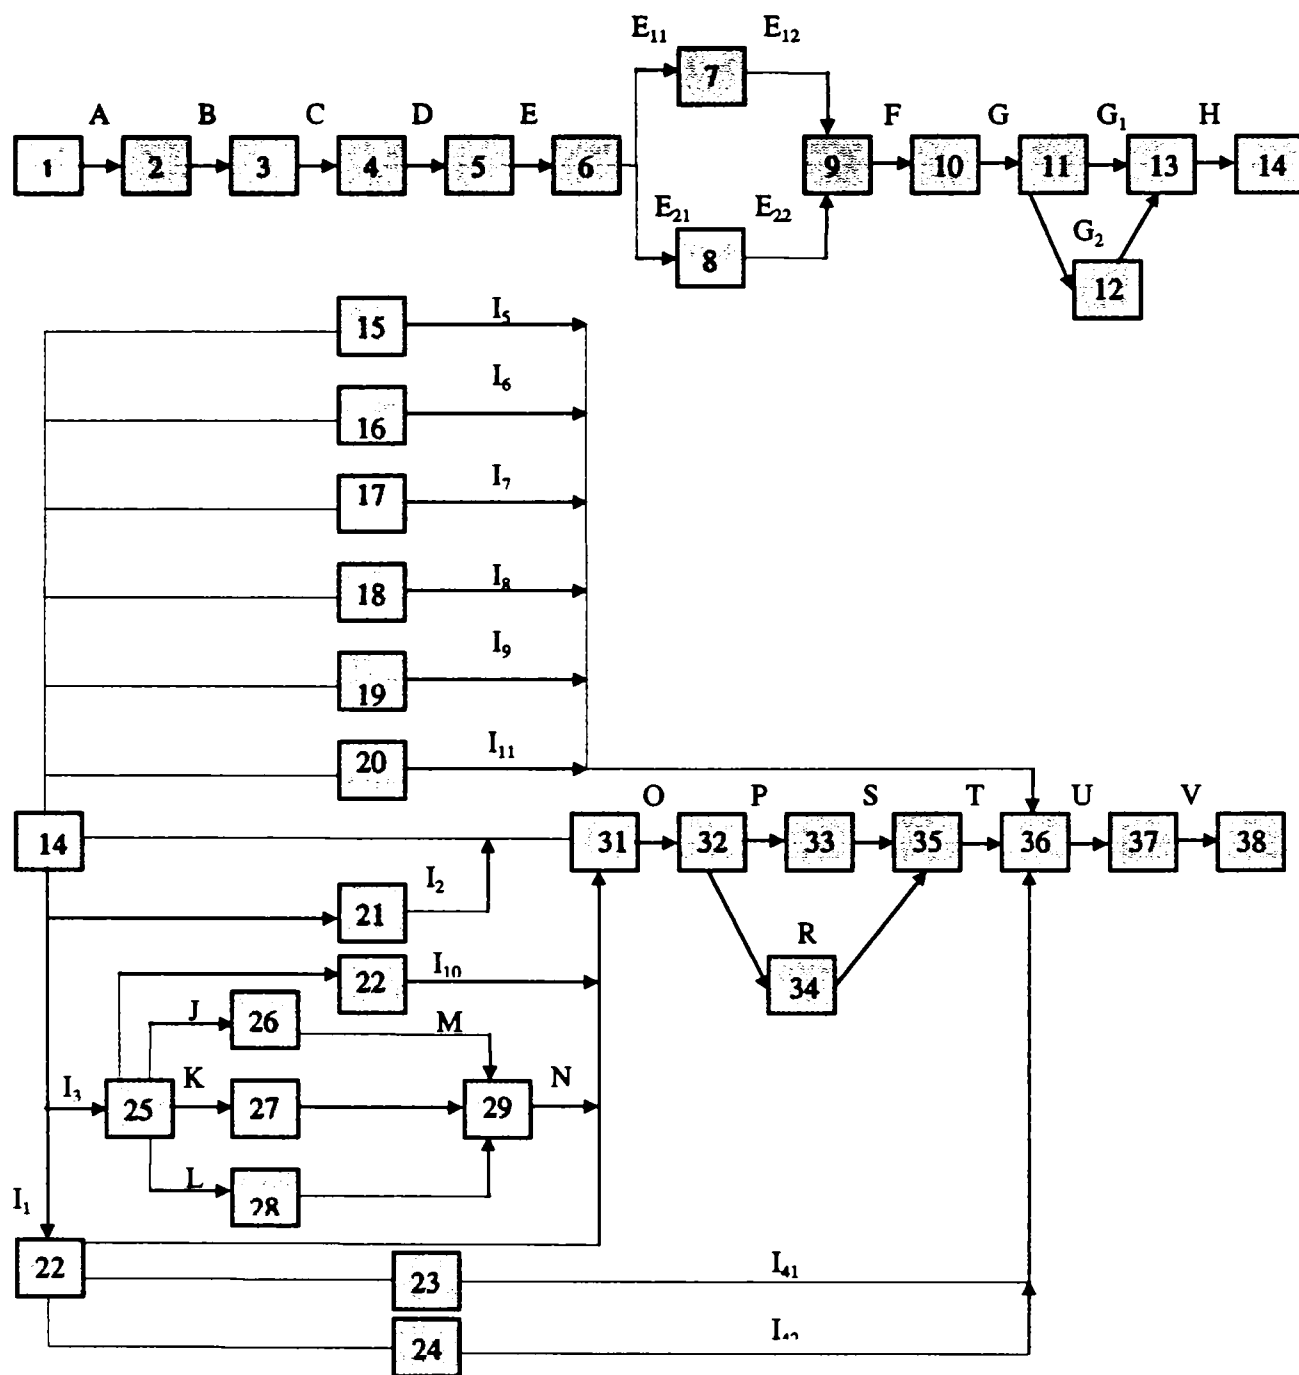 E₁₁ E₁₂
7
A B C D E F G G₁ H
1 2 3 4 5 6 9 10 11 13 14
E₂₁ E₂₂ G₂
8 12
15 I₅
16 I₆
17 I₇
18 I₈
19 I₉
20 I₁₁
O P S T U V
14 31 32 33 35 36 37 38
21 I₂
R
34
22 I₁₀
J 26 M
I₃ 25 K 27 29 N
L 28
I₁
22 23 I₄₁
24 I₄₂